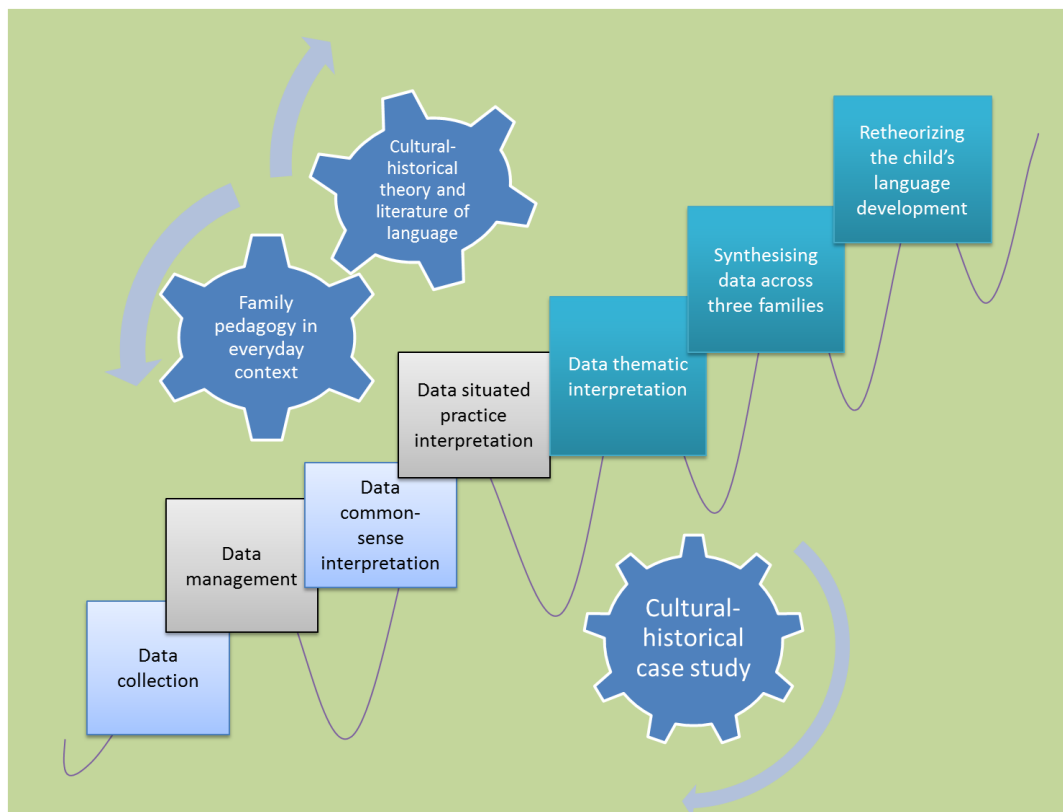 Cultural-
historical
theory and
literature of
language
Family
pedagogy in
everyday
context
Retheorizing
the child’s
language
development
Synthesising
data across
three families
Data thematic
interpretation
Data situated
practice
interpretation
Data
common-
sense
interpretation
Data
management
Data
collection
Cultural-
historical
case study